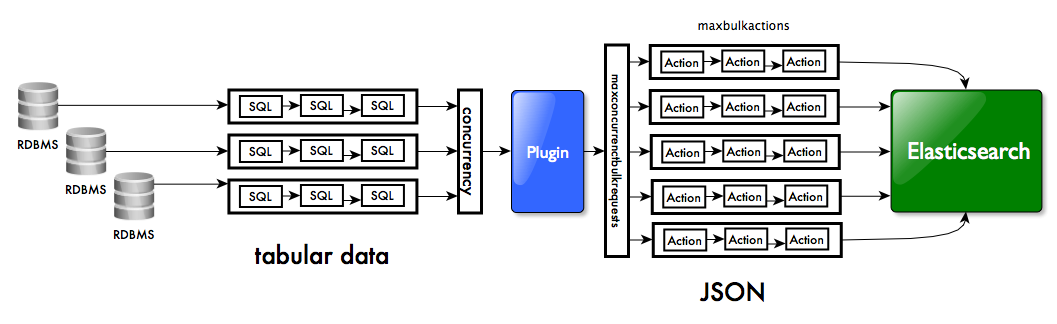 maxbulkactions
RDBMS
RDBMS
RDBMS
SQL SQL SQL
SQL SQL SQL
SQL SQL SQL
tabular data
concurrency
Plugin
maxconcurrenctbulkrequests
Action Action Action
Action Action Action
Action Action Action
Action Action Action
Action Action Action
JSON
Elasticsearch